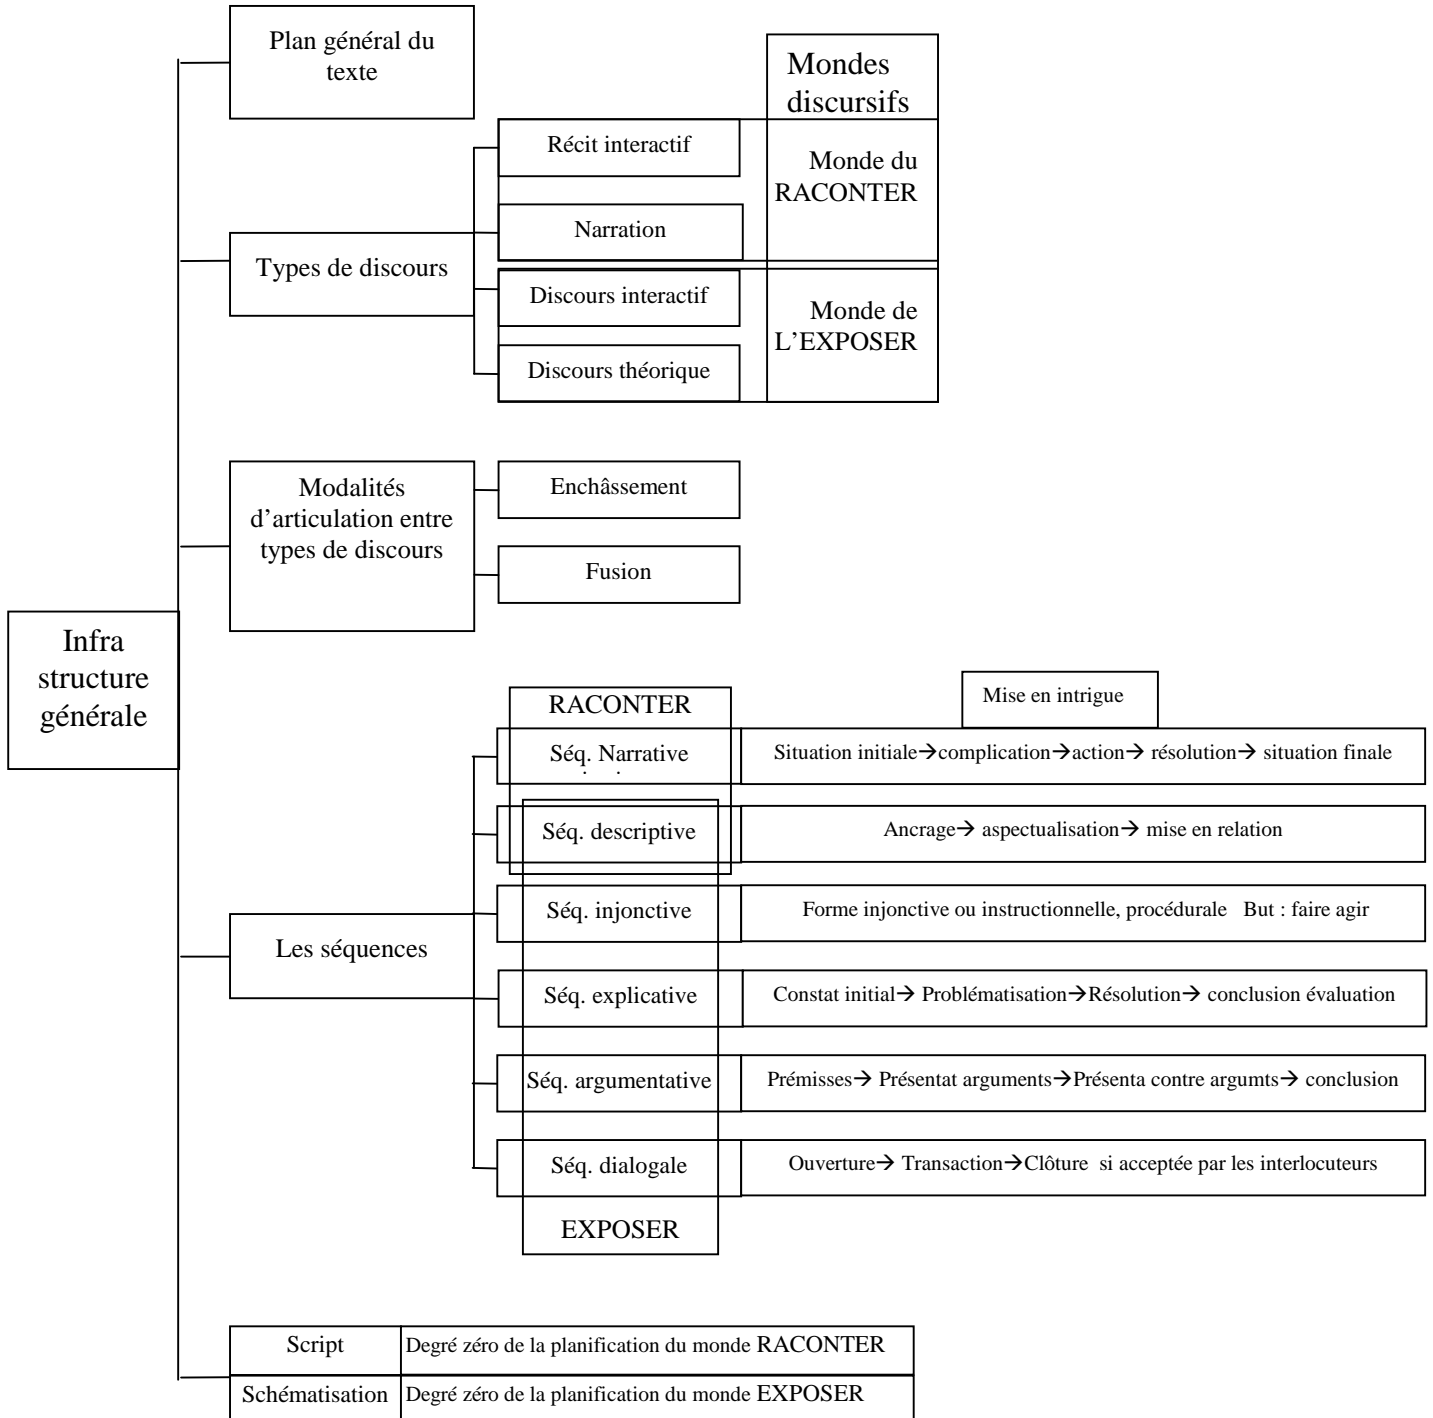 Plan général du
texte
Mondes
discursifs
Récit interactif
Monde du
RACONTER
Narration
Types de discours
Discours interactif
Monde de
L’EXPOSER
Discours théorique
Modalités
d’articulation entre
types de discours
Enchâssement
Fusion
Infra
structure
générale
RACONTER
Mise en intrigue
Séq. Narrative
Situation initiale→complication→action→ résolution→ situation finale
Séq. descriptive
Ancrage→ aspectualisation→ mise en relation
Séq. injonctive
Forme injonctive ou instructionnelle, procédurale But : faire agir
Les séquences
Séq. explicative
Constat initial→ Problématisation→Résolution→ conclusion évaluation
Séq. argumentative
Prémisses→ Présentat arguments→Présenta contre argumts→ conclusion
Séq. dialogale
Ouverture→ Transaction→Clôture si acceptée par les interlocuteurs
EXPOSER
Script
Degré zéro de la planification du monde RACONTER
Schématisation
Degré zéro de la planification du monde EXPOSER